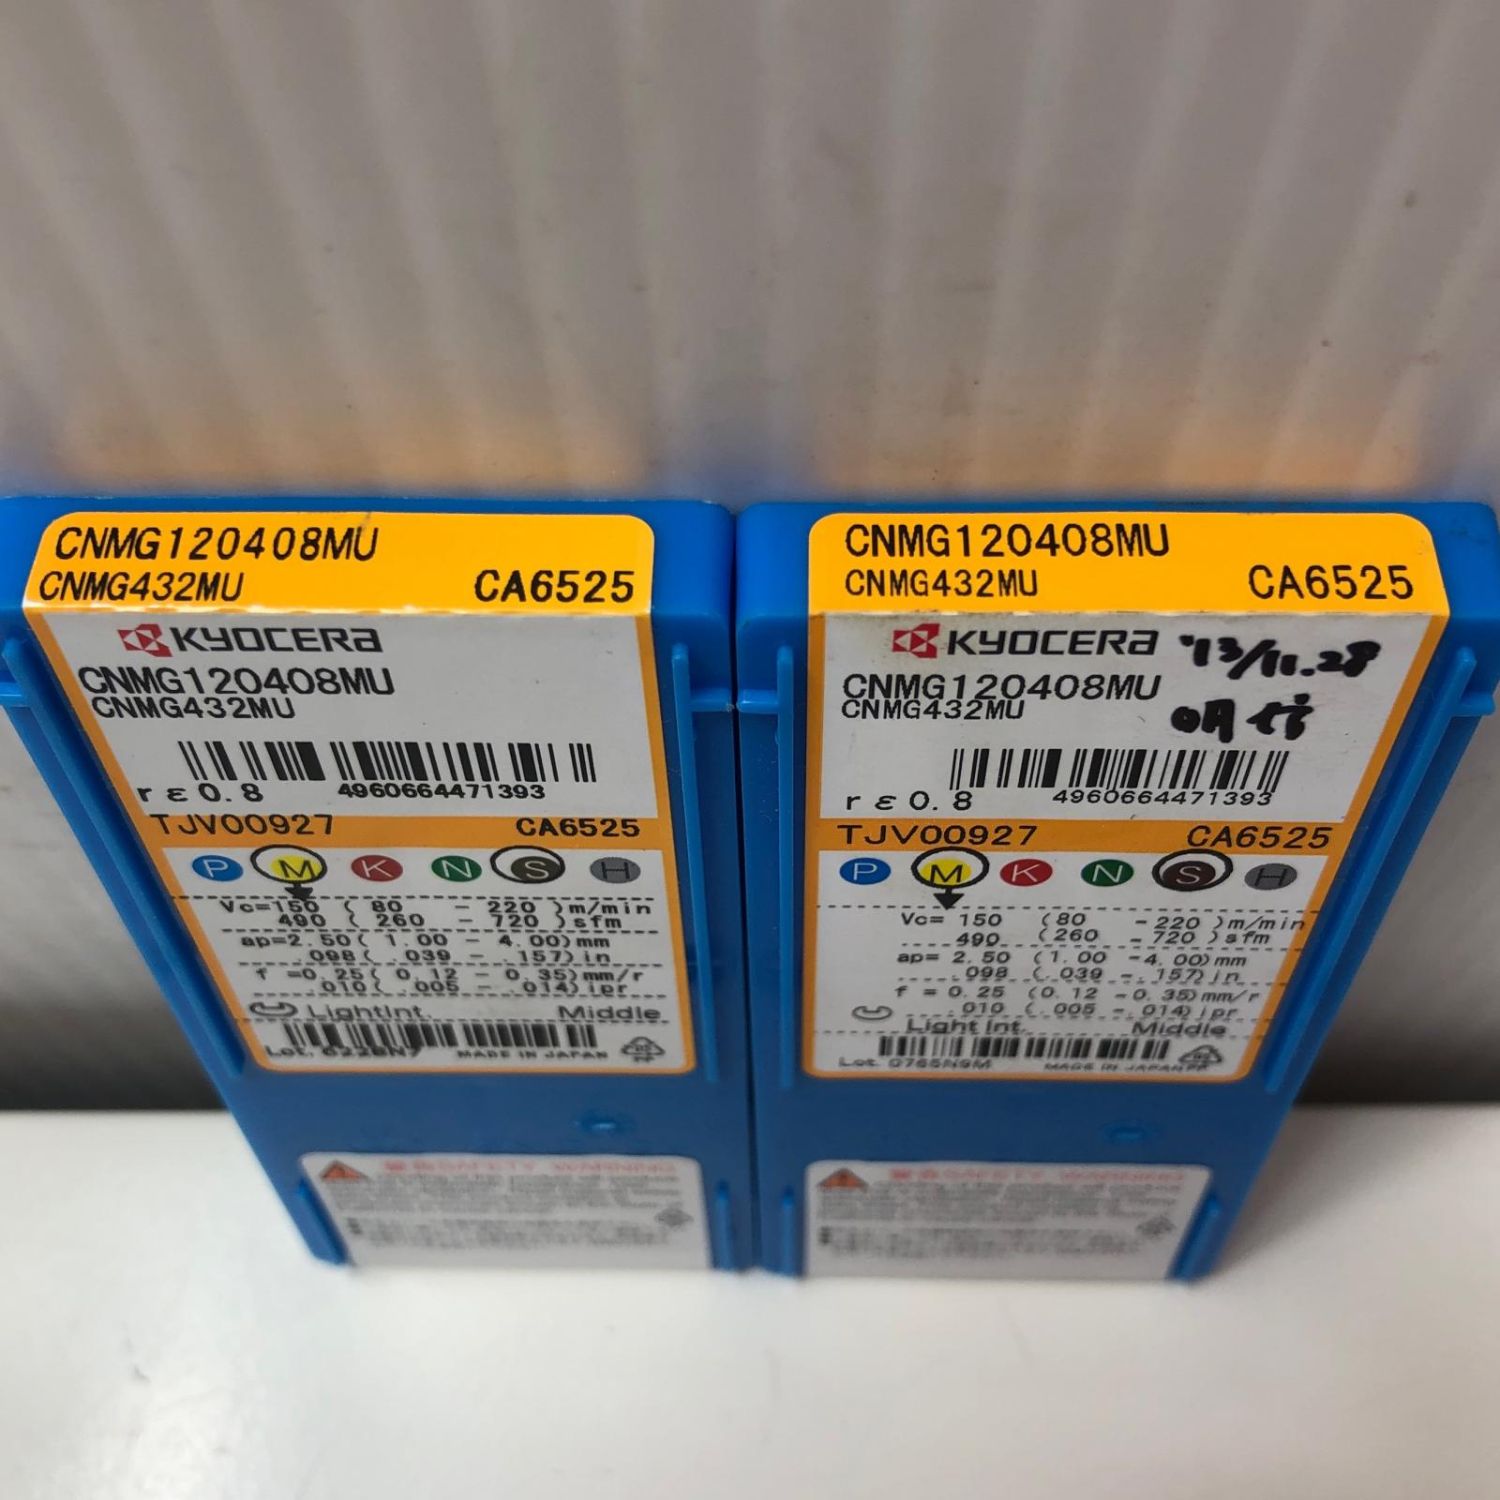 CNMG120408MU
CNMG432MU CA6525
KYOCERA
CNMG120408MU
CNMG432MU
rε0.8 4960664471393
TJV00927 CA6525
P M K N S H
Vc=150 ( 80 - 220 )m/min
490 ( 260 - 720 )sfm
ap=2.50( 1.00 - 4.00)mm
.098( .039 - .157)in
f =0.25( 0.12 - 0.35)mm/r
.010( .005 - .014)ipr
LightInt. Middle
Lot. MADE IN JAPAN
SAFETY WARNING
CNMG120408MU
CNMG432MU CA6525
KYOCERA '13/11.28
CNMG120408MU
CNMG432MU
rε0.8 4960664471393
TJV00927 CA6525
P M K N S H
Vc= 150 (80 -220 )m/min
490 (260 -720 )sfm
ap= 2.50 (1.00 -4.00)mm
.098 (.039 -.157)in
f = 0.25 (0.12 -0.35)mm/r
.010 (.005 -.014)ipr
Light Int. Middle
Lot. 0765N9M MADE IN JAPAN
SAFETY WARNING